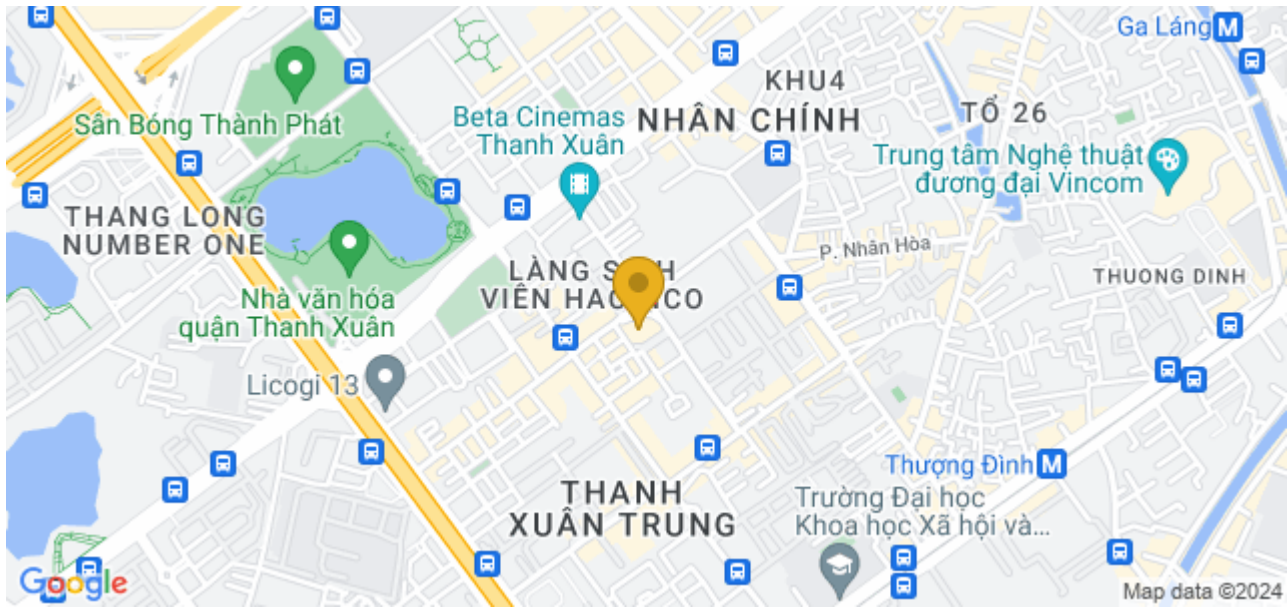 Ga Láng M
KHU4
NHÂN CHÍNH
TỔ 26
Sân Bóng Thành Phát
Beta Cinemas
Thanh Xuân
Trung tâm Nghệ thuật
đương đại Vincom
THANG LONG
NUMBER ONE
P. Nhân Hòa
LÀNG
VIÊN
THUONG DINH
Nhà văn hóa
quận Thanh Xuân
Licogi 13
Thượng Đình M
THANH
XUÂN TRUNG
Trường Đại học
Khoa học Xã hội và...
Google
Map data ©2024